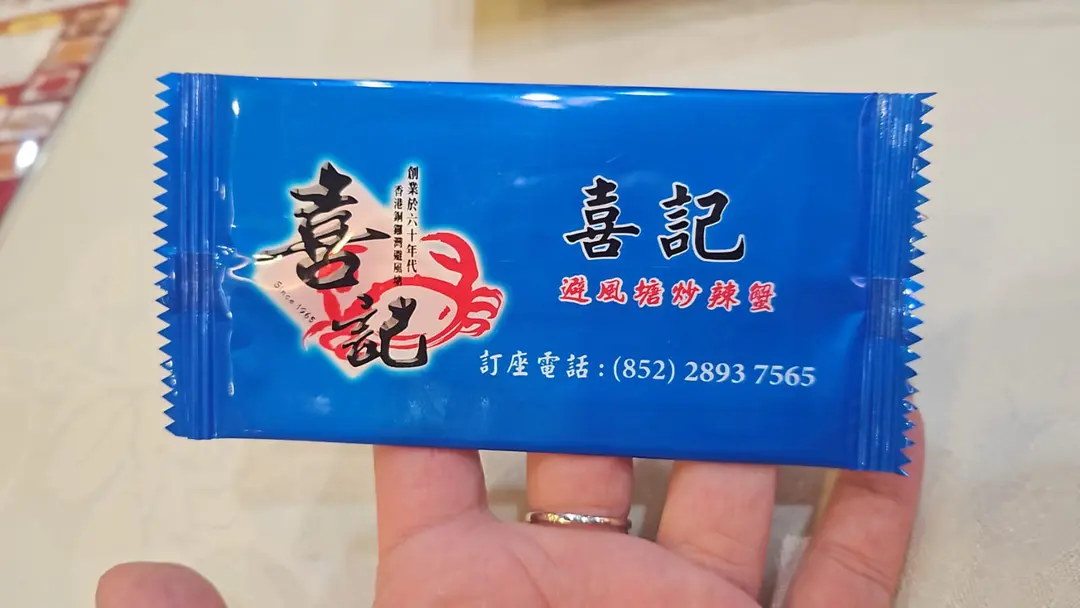 創業於六十年代
香港銅鑼灣避風塘
喜記
Since 1965
喜記
避風塘炒辣蟹
訂座電話 : (852) 2893 7565